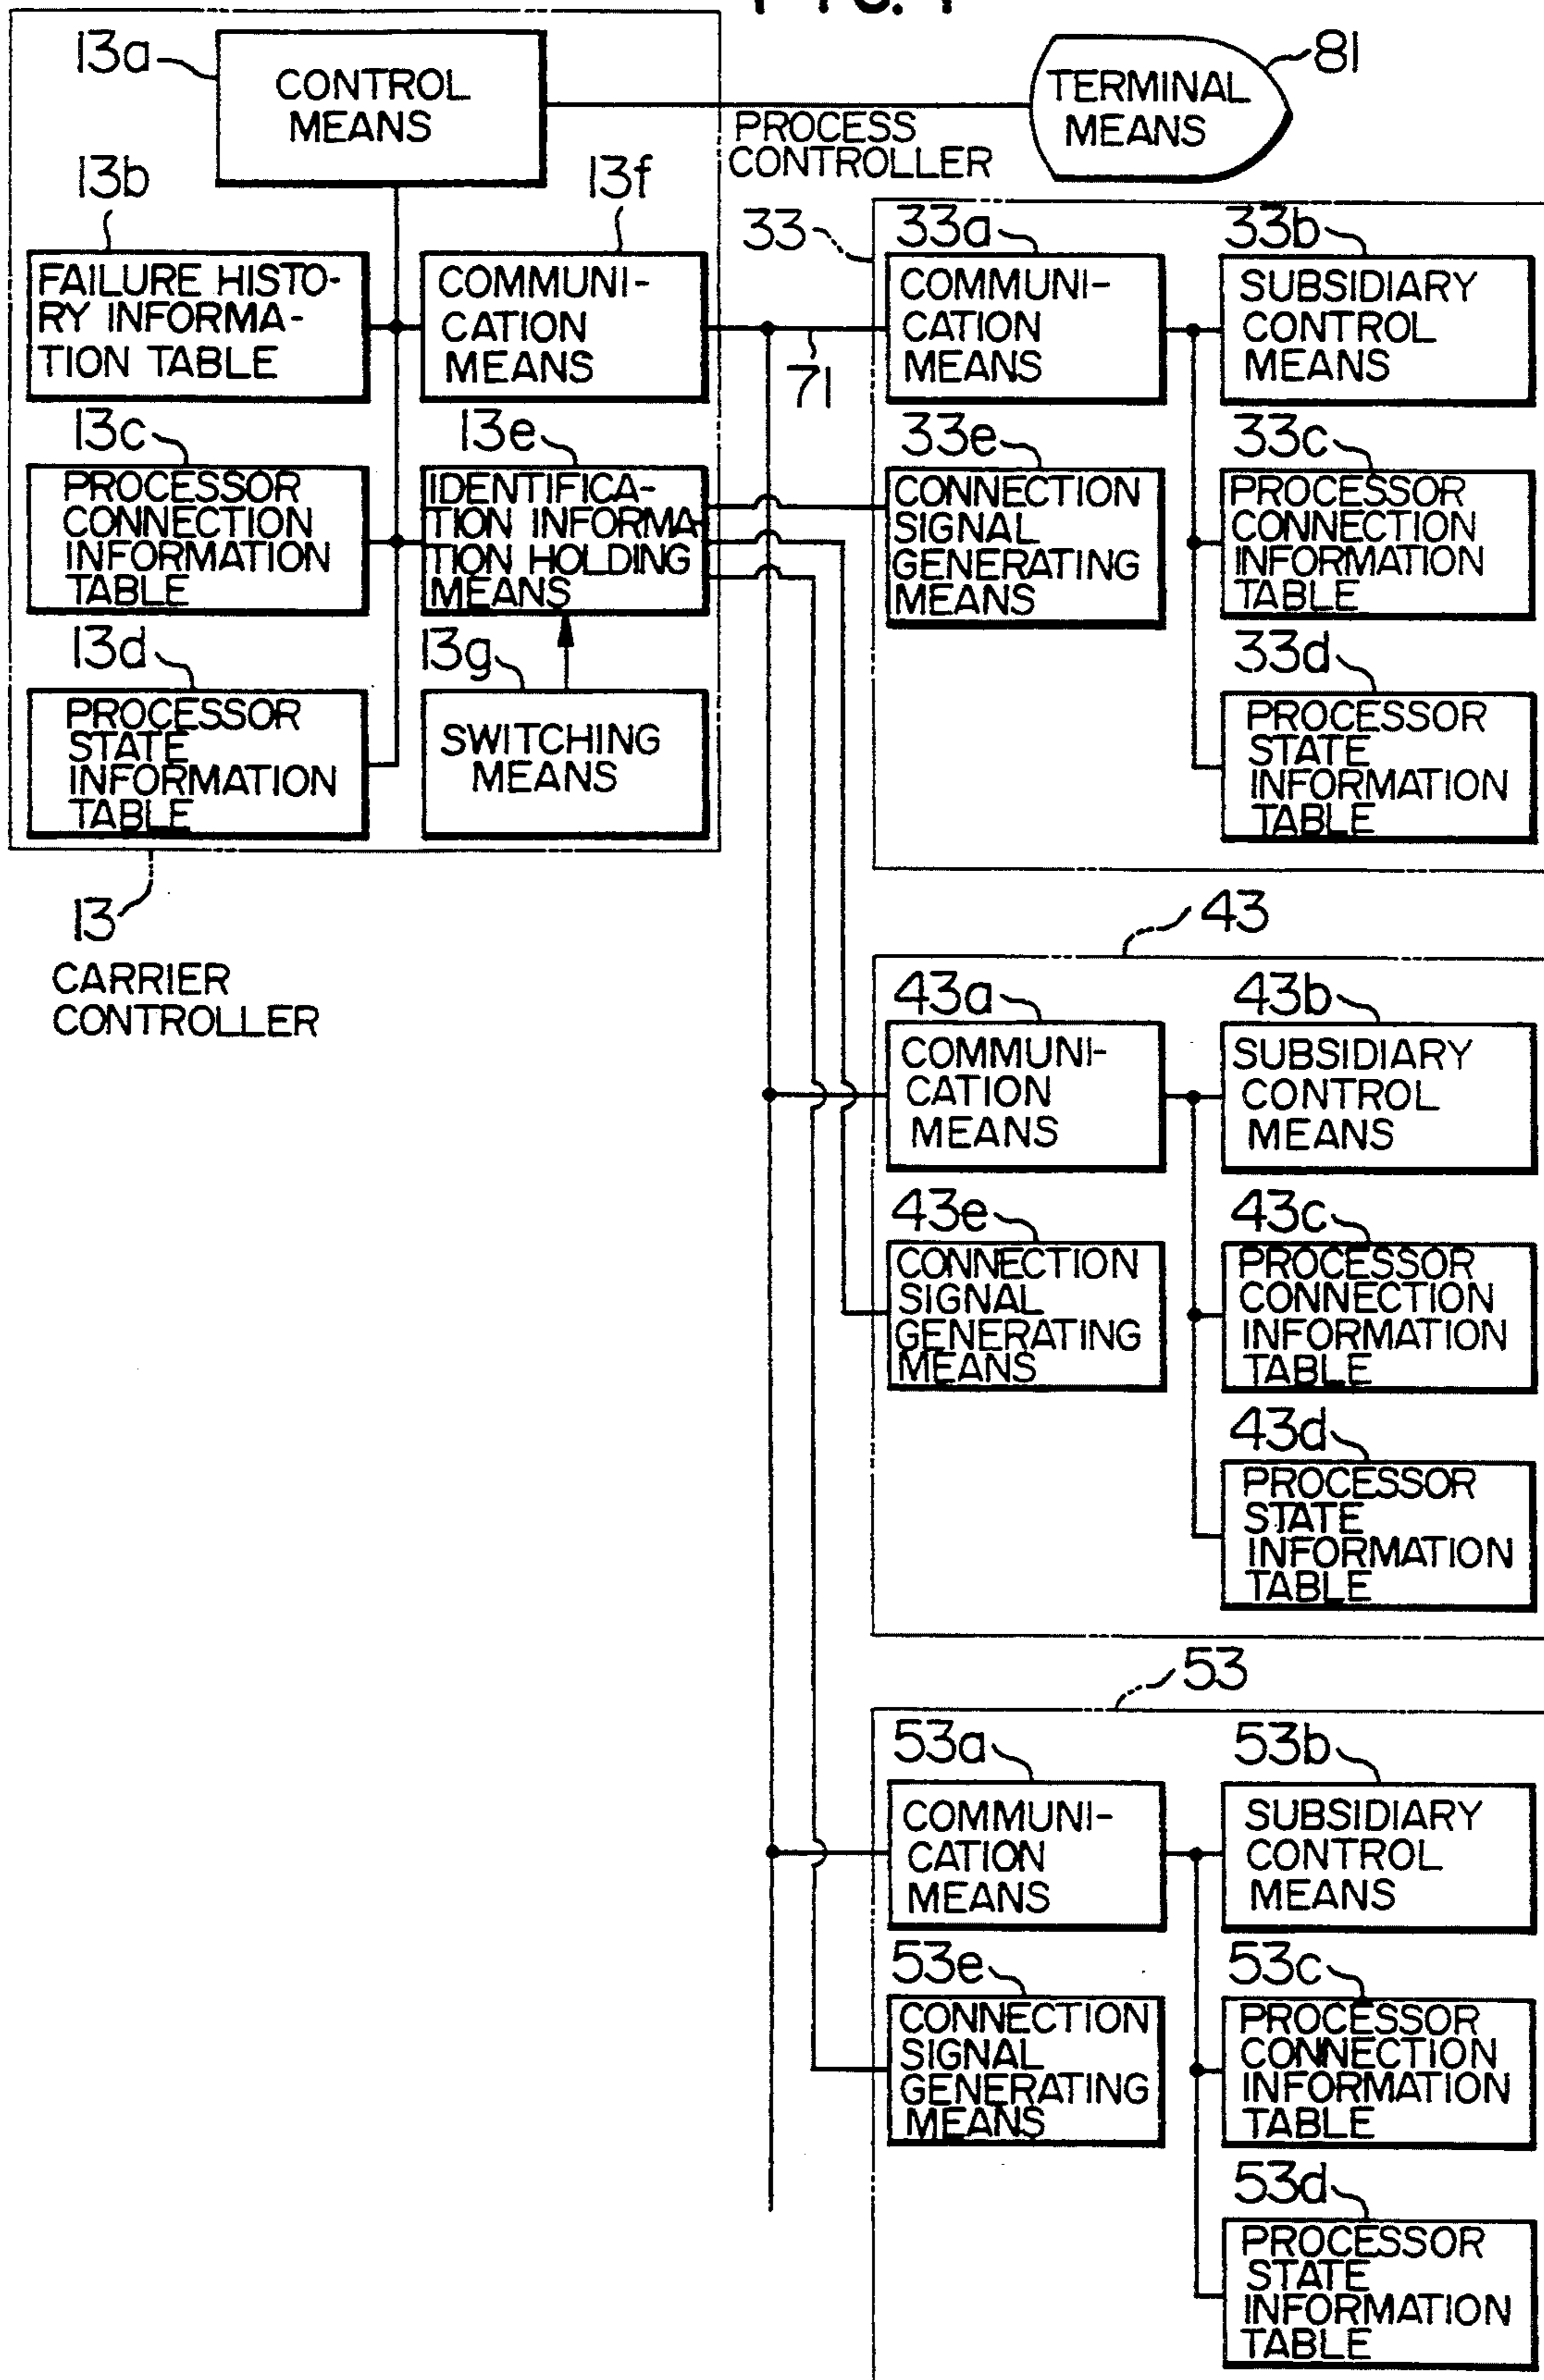 13a
CONTROL
MEANS
TERMINAL
MEANS
81
PROCESS
CONTROLLER
13b
FAILURE HISTO-
RY INFORMA-
TION TABLE
13f
COMMUNI-
CATION
MEANS
71
13c
PROCESSOR
CONNECTION
INFORMATION
TABLE
13e
IDENTIFICA-
TION INFORMA-
TION HOLDING
MEANS
13d
PROCESSOR
STATE
INFORMATION
TABLE
13g
SWITCHING
MEANS
13
CARRIER
CONTROLLER
33
33a
COMMUNI-
CATION
MEANS
33b
SUBSIDIARY
CONTROL
MEANS
33e
CONNECTION
SIGNAL
GENERATING
MEANS
33c
PROCESSOR
CONNECTION
INFORMATION
TABLE
33d
PROCESSOR
STATE
INFORMATION
TABLE
43
43a
COMMUNI-
CATION
MEANS
43b
SUBSIDIARY
CONTROL
MEANS
43e
CONNECTION
SIGNAL
GENERATING
MEANS
43c
PROCESSOR
CONNECTION
INFORMATION
TABLE
43d
PROCESSOR
STATE
INFORMATION
TABLE
53
53a
COMMUNI-
CATION
MEANS
53b
SUBSIDIARY
CONTROL
MEANS
53e
CONNECTION
SIGNAL
GENERATING
MEANS
53c
PROCESSOR
CONNECTION
INFORMATION
TABLE
53d
PROCESSOR
STATE
INFORMATION
TABLE